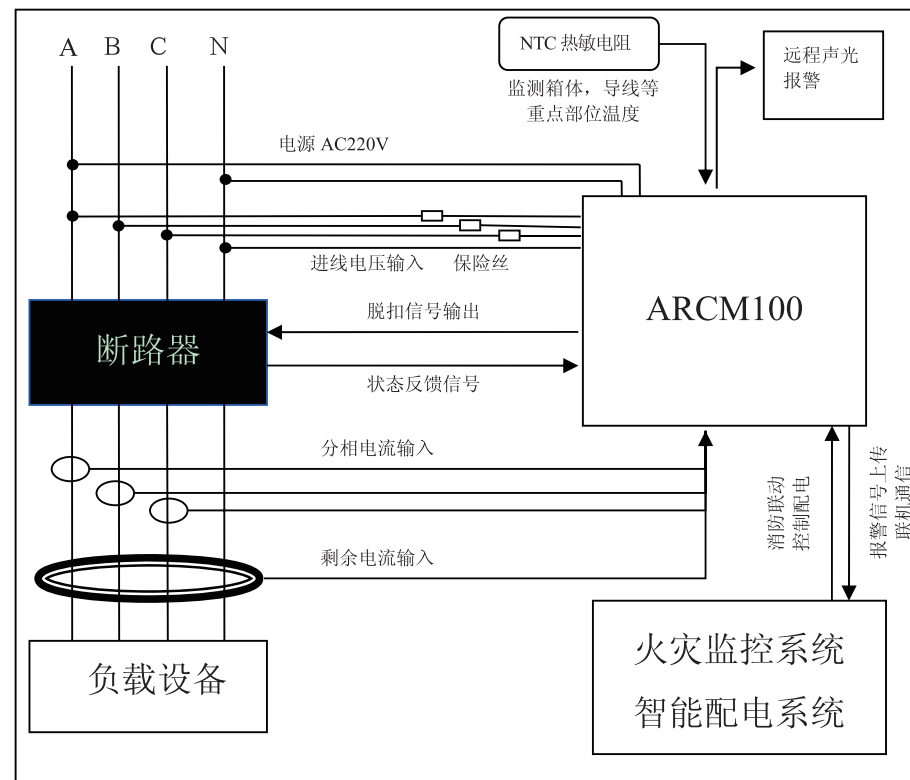 A B C N
NTC 热敏电阻
监测箱体，导线等
重点部位温度
远程声光
报警
电源 AC220V
进线电压输入 保险丝
ARCM100
断路器
脱扣信号输出
状态反馈信号
分相电流输入
剩余电流输入
消防联动
控制配电
报警信号上传
联机通信
负载设备
火灾监控系统
智能配电系统